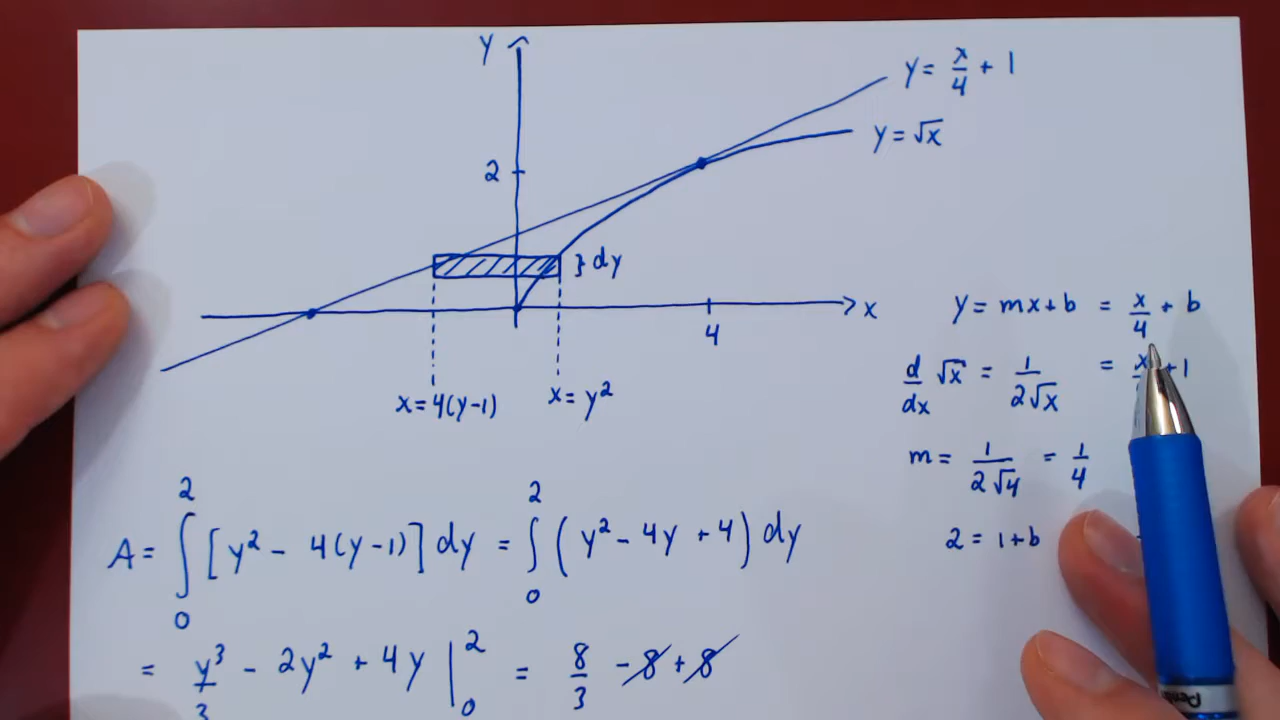 y
y = x/4 + 1
y = √x
2
} dy
x
4
x = 4(y-1)
x = y²
y = mx+b = x/4 + b
d/dx √x = 1/(2√x)
= x/ +1
m = 1/(2√4) = 1/4
2 = 1+b
A = ∫₀² [y² - 4(y-1)] dy = ∫₀² (y² - 4y + 4) dy
= y³/3 - 2y² + 4y |₀² = 8/3 - 8 + 8